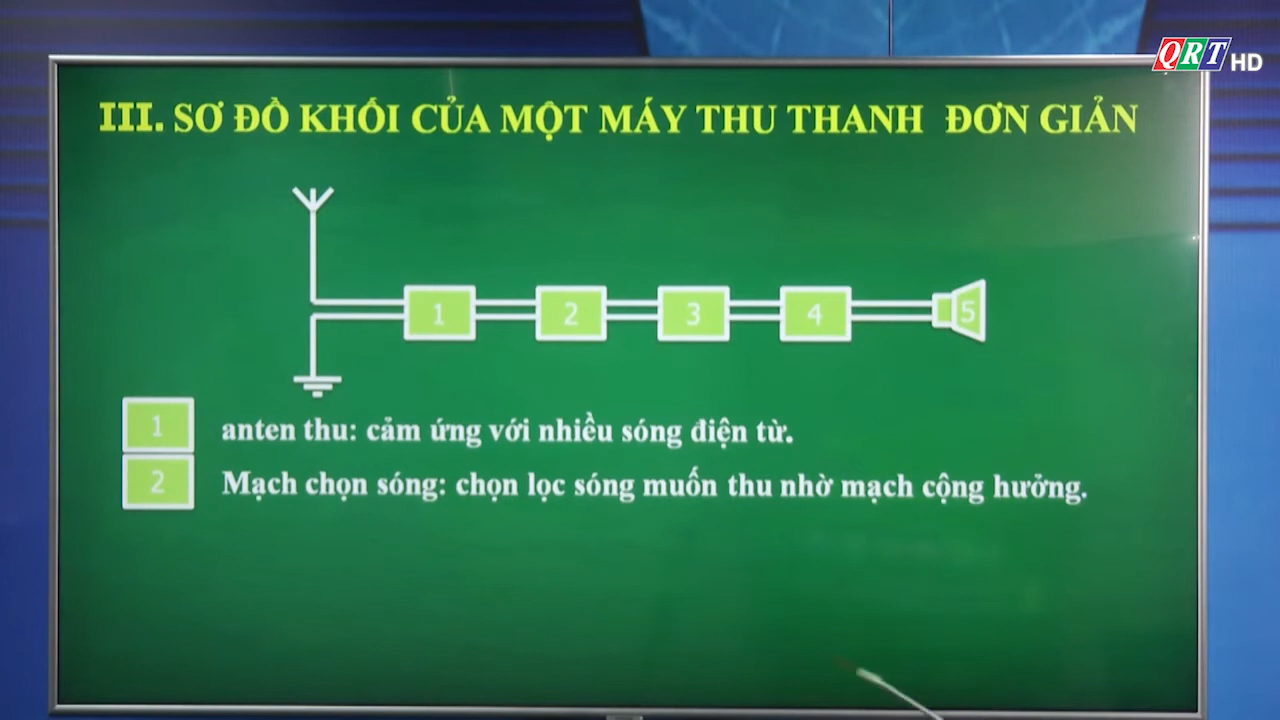 QRT HD
III. SƠ ĐỒ KHỐI CỦA MỘT MÁY THU THANH ĐƠN GIẢN
1 2 3 4 5
1 anten thu: cảm ứng với nhiều sóng điện từ.
2 Mạch chọn sóng: chọn lọc sóng muốn thu nhờ mạch cộng hưởng.